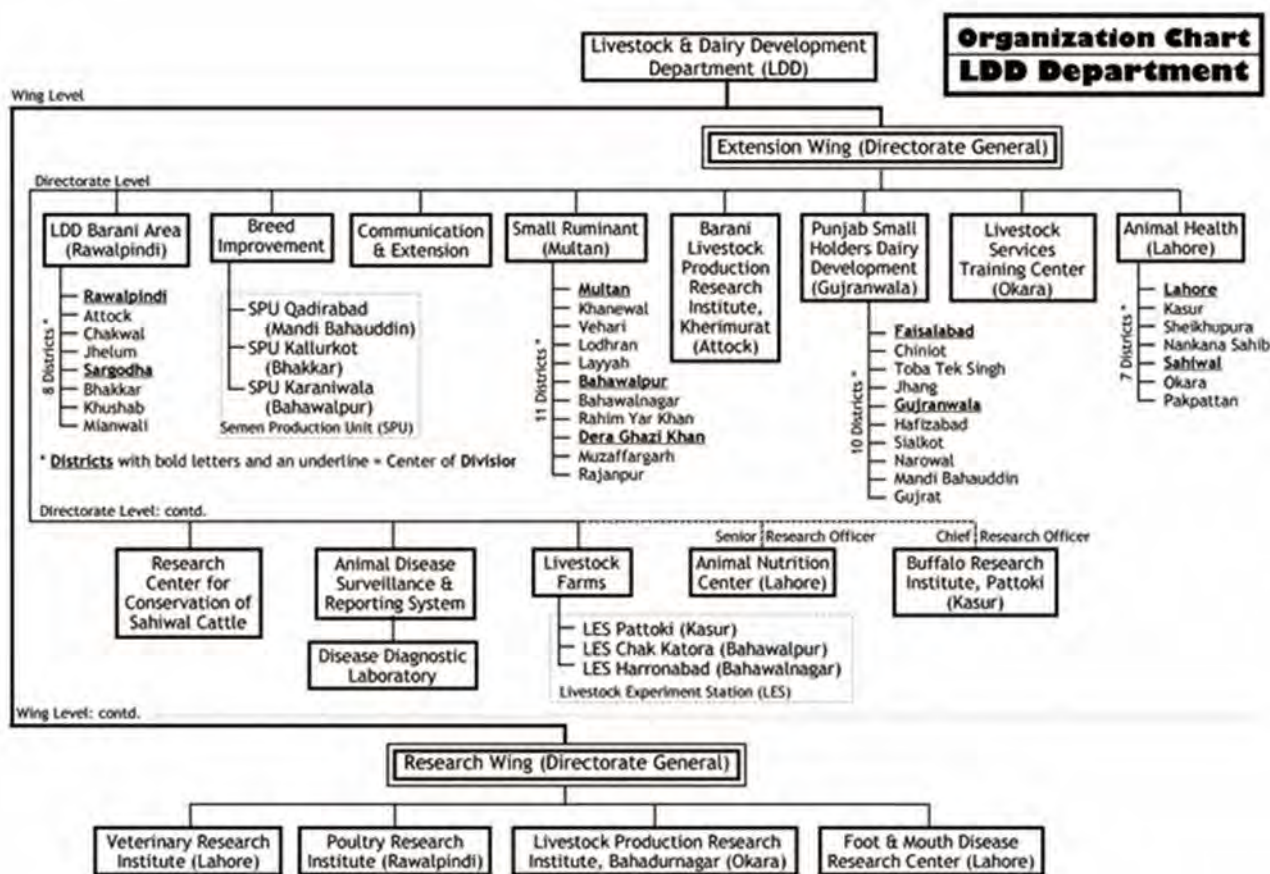 Organization Chart
LDD Department
Livestock & Dairy Development
Department (LDD)
Wing Level
Extension Wing (Directorate General)
Directorate Level
LDD Barani Area
(Rawalpindi)
8 Districts *
Rawalpindi
Attock
Chakwal
Jhelum
Sargodha
Bhakkar
Khushab
Mianwali
Breed
Improvement
SPU Qadirabad
(Mandi Bahauddin)
SPU Kallurkot
(Bhakkar)
SPU Karaniwala
(Bahawalpur)
Semen Production Unit (SPU)
Communication
& Extension
Small Ruminant
(Multan)
11 Districts *
Multan
Khanewal
Vehari
Lodhran
Layyah
Bahawalpur
Bahawalnagar
Rahim Yar Khan
Dera Ghazi Khan
Muzaffargarh
Rajanpur
Barani
Livestock
Production
Research
Institute,
Kherimurat
(Attock)
Punjab Small
Holders Dairy
Development
(Gujranwala)
10 Districts *
Faisalabad
Chiniot
Toba Tek Singh
Jhang
Gujranwala
Hafizabad
Sialkot
Narowal
Mandi Bahauddin
Gujrat
Livestock
Services
Training Center
(Okara)
Animal Health
(Lahore)
7 Districts *
Lahore
Kasur
Sheikhupura
Nankana Sahib
Sahiwal
Okara
Pakpattan
* Districts with bold letters and an underline = Center of Divisior
Directorate Level: contd.
Research
Center for
Conservation of
Sahiwal Cattle
Animal Disease
Surveillance &
Reporting System
Disease Diagnostic
Laboratory
Livestock
Farms
LES Pattoki (Kasur)
LES Chak Katora (Bahawalpur)
LES Harronabad (Bahawalnagar)
Livestock Experiment Station (LES)
Senior Research Officer
Animal Nutrition
Center (Lahore)
Chief Research Officer
Buffalo Research
Institute, Pattoki
(Kasur)
Wing Level: contd.
Research Wing (Directorate General)
Veterinary Research
Institute (Lahore)
Poultry Research
Institute (Rawalpindi)
Livestock Production Research
Institute, Bahadurnagar (Okara)
Foot & Mouth Disease
Research Center (Lahore)